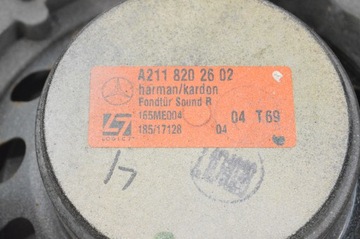 A211 820 26 02
harman/kardon
Fondtür Sound R
165ME004
04 T69
185/17128 04